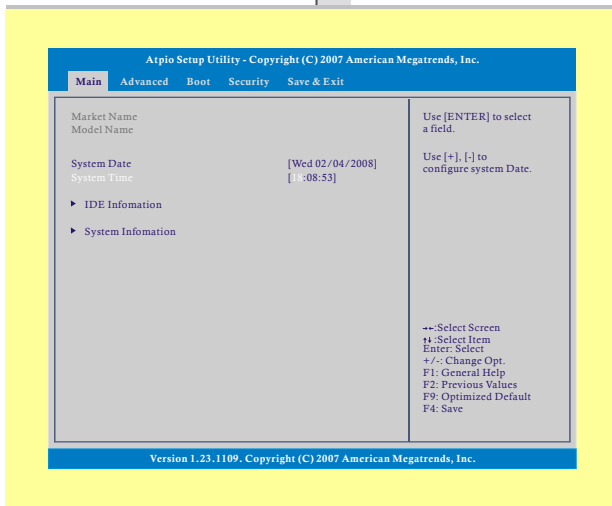 Atpio Setup Utility - Copyright (C) 2007 American Megatrends, Inc.
Main Advanced Boot Security Save & Exit
Market Name
Model Name
System Date [Wed 02/04/2008]
System Time [18:08:53]
IDE Infomation
System Infomation
Use [ENTER] to select
a field.
Use [+], [-] to
configure system Date.
→←:Select Screen
↑↓:Select Item
Enter: Select
+/-: Change Opt.
F1: General Help
F2: Previous Values
F9: Optimized Default
F4: Save
Version 1.23.1109. Copyright (C) 2007 American Megatrends, Inc.